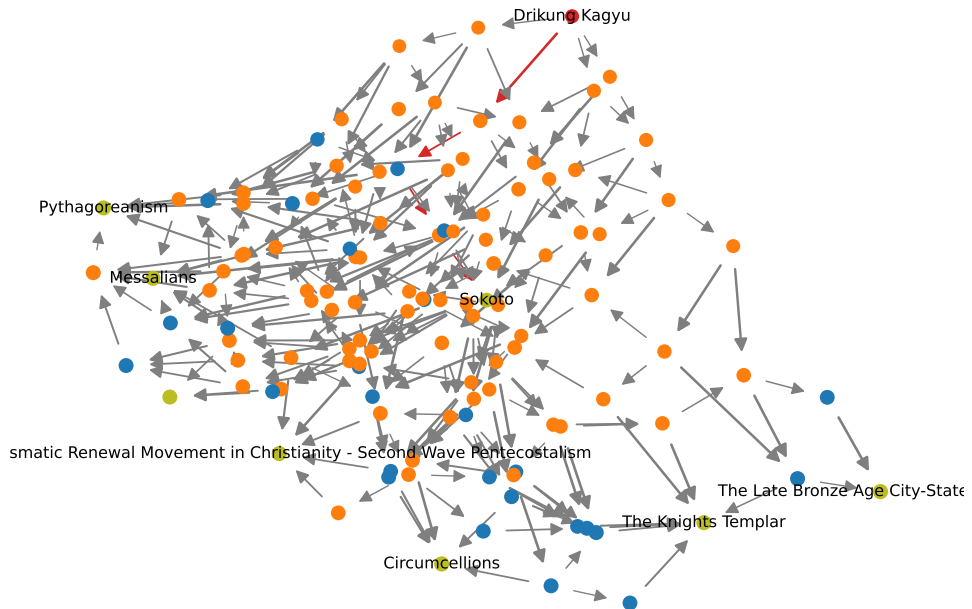 Drikung Kagyu
Pythagoreanism
Messalians
Sokoto
smatic Renewal Movement in Christianity - Second Wave Pentecostalism
The Late Bronze Age City-State
The Knights Templar
Circumcellions